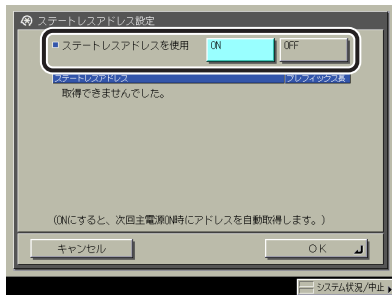 ステートレスアドレス設定
ステートレスアドレスを使用 ON OFF
ステートレスアドレス プレフィックス長
取得できませんでした。
(ONにすると、次回主電源ON時にアドレスを自動取得します。)
キャンセル OK
システム状況/中止